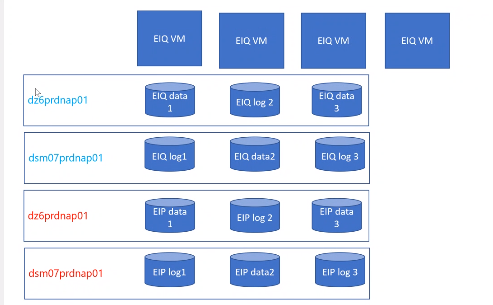 EIQ VM
EIQ VM
EIQ VM
EIQ VM
dz6prdnap01
EIQ data
1
EIQ log 2
EIQ
data
3
dsm07prdnap01
EIQ log1
EIQ data2
EIQ log 3
dz6prdnap01
EIP data
1
EIP log 2
EIP data
3
dsm07prdnap01
EIP log1
EIP data2
EIP log 3